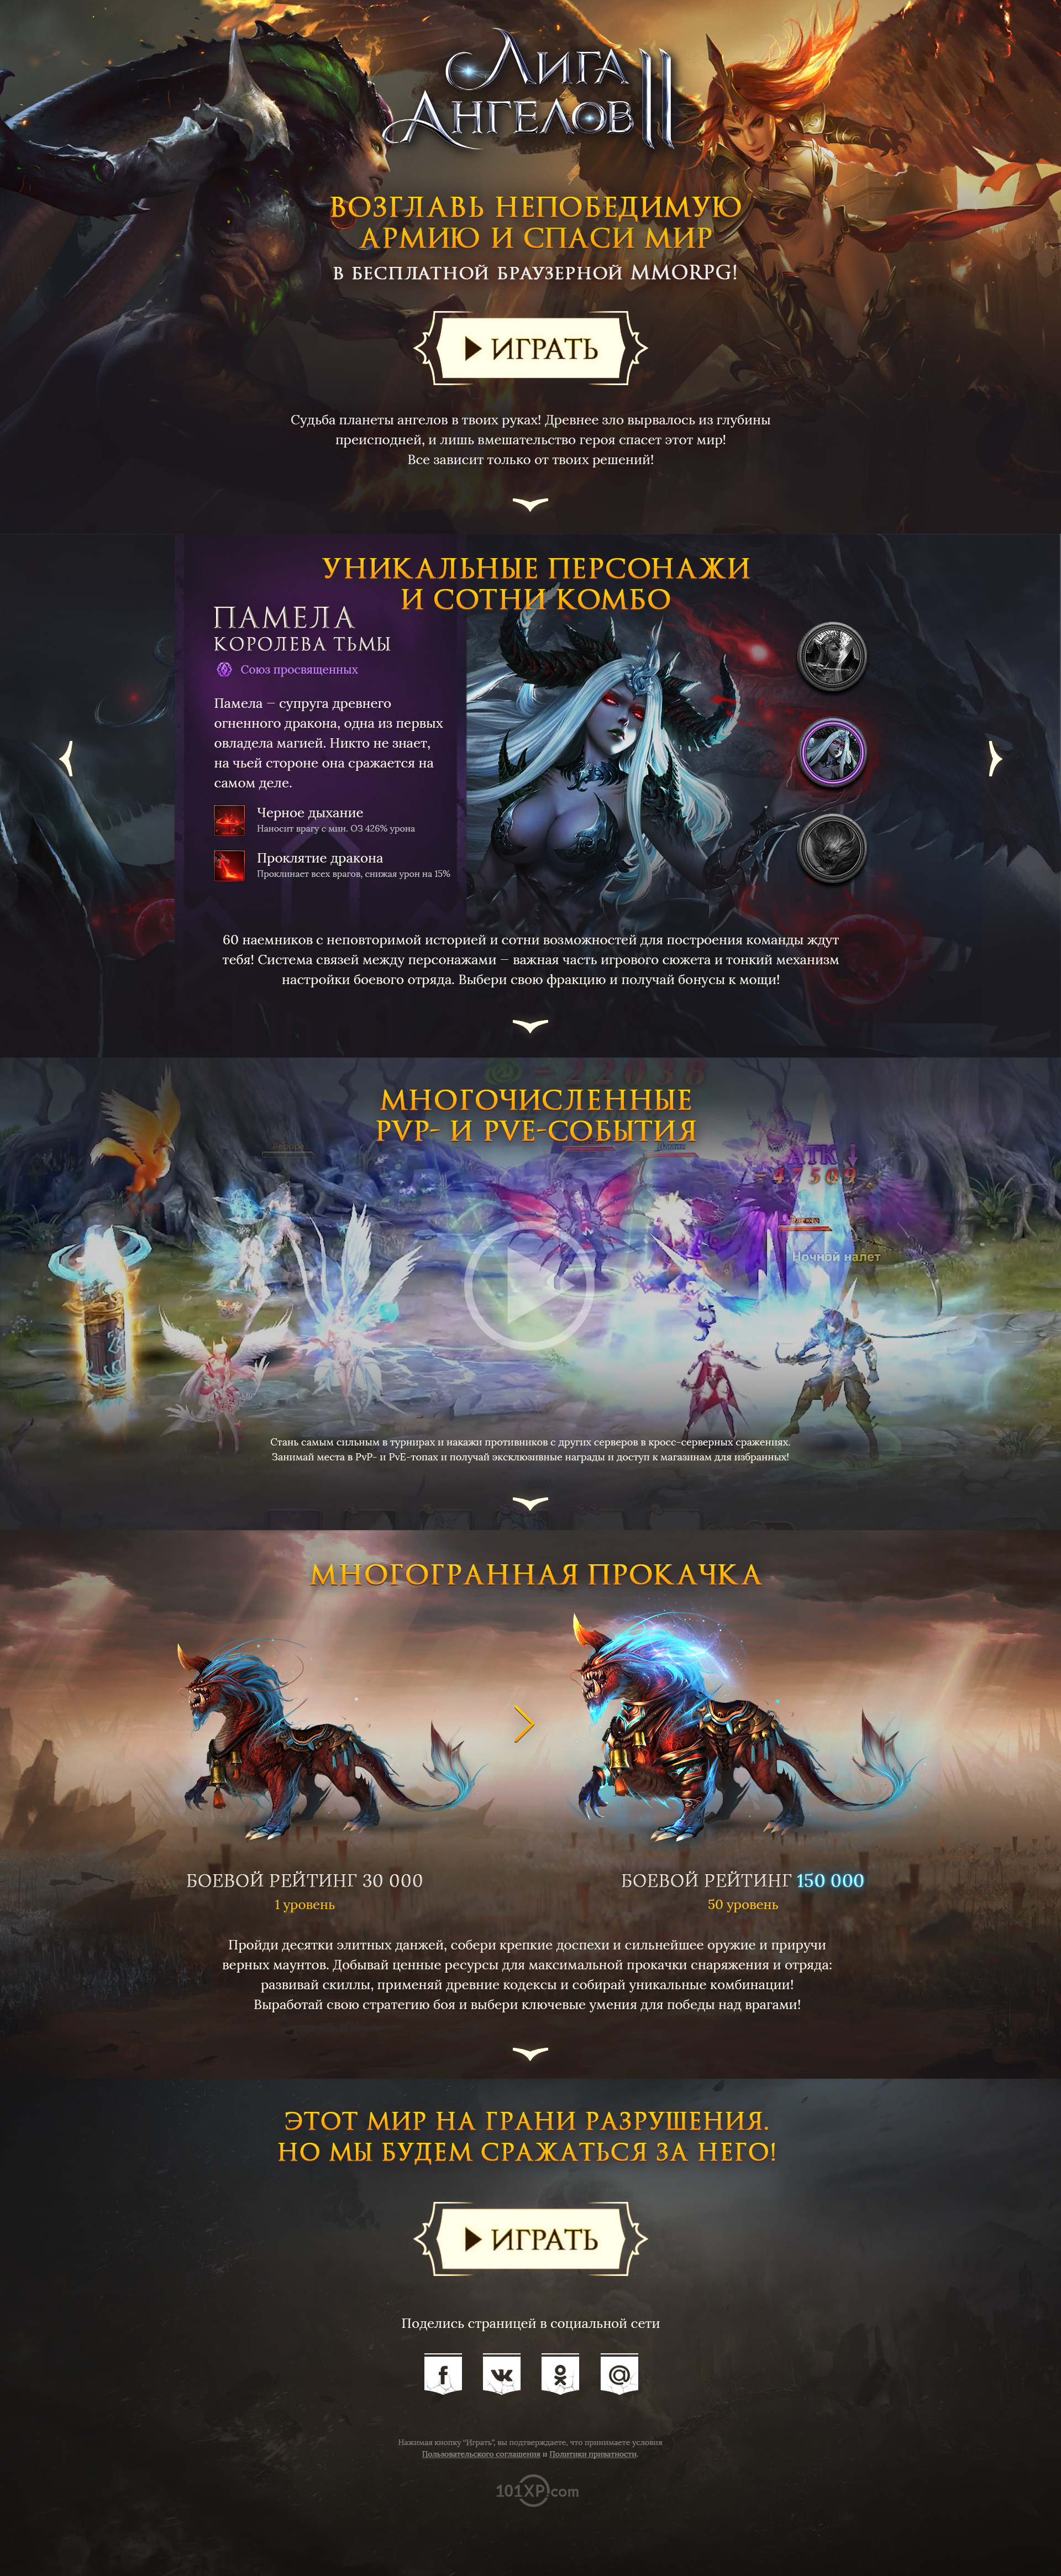 Лига
Ангелов II
ВОЗГЛАВЬ НЕПОБЕДИМУЮ
АРМИЮ И СПАСИ МИР
В БЕСПЛАТНОЙ БРАУЗЕРНОЙ MMORPG!
ИГРАТЬ
Судьба планеты ангелов в твоих руках! Древнее зло вырвалось из глубины
преисподней, и лишь вмешательство героя спасет этот мир!
Все зависит только от твоих решений!
УНИКАЛЬНЫЕ ПЕРСОНАЖИ
И СОТНИ КОМБО
ПАМЕЛА
КОРОЛЕВА ТЬМЫ
Союз просвященных
Памела — супруга древнего
огненного дракона, одна из первых
овладела магией. Никто не знает,
на чьей стороне она сражается на
самом деле.
Черное дыхание
Наносит врагу с мин. ОЗ 426% урона
Проклятие дракона
Проклинает всех врагов, снижая урон на 15%
60 наемников с неповторимой историей и сотни возможностей для построения команды ждут
тебя! Система связей между персонажами — важная часть игрового сюжета и тонкий механизм
настройки боевого отряда. Выбери свою фракцию и получай бонусы к мощи!
-22038
МНОГОЧИСЛЕННЫЕ
PVP- И PVE-СОБЫТИЯ
АТК
-47509
Ночной налет
Стань самым сильным в турнирах и накажи противников с других серверов в кросс-серверных сражениях.
Занимай места в PvP- и PvE-топах и получай эксклюзивные награды и доступ к магазинам для избранных!
МНОГОГРАННАЯ ПРОКАЧКА
БОЕВОЙ РЕЙТИНГ 30 000
1 уровень
БОЕВОЙ РЕЙТИНГ 150 000
50 уровень
Пройди десятки элитных данжей, собери крепкие доспехи и сильнейшее оружие и приручи
верных маунтов. Добывай ценные ресурсы для максимальной прокачки снаряжения и отряда:
развивай скиллы, применяй древние кодексы и собирай уникальные комбинации!
Выработай свою стратегию боя и выбери ключевые умения для победы над врагами!
ЭТОТ МИР НА ГРАНИ РАЗРУШЕНИЯ.
НО МЫ БУДЕМ СРАЖАТЬСЯ ЗА НЕГО!
ИГРАТЬ
Поделись страницей в социальной сети
Нажимая кнопку "Играть", вы подтверждаете, что принимаете условия
Пользовательского соглашения и Политики приватности.
101XP.com